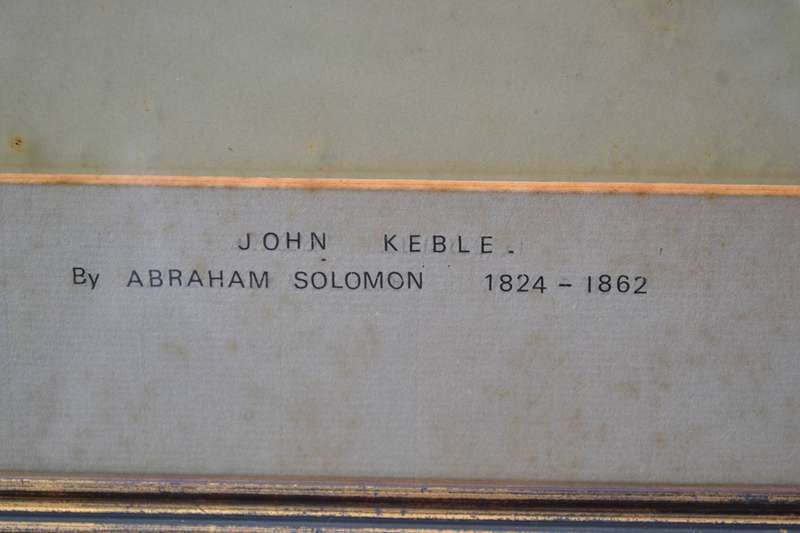 JOHN KEBLE.
By ABRAHAM SOLOMON 1824 - 1862